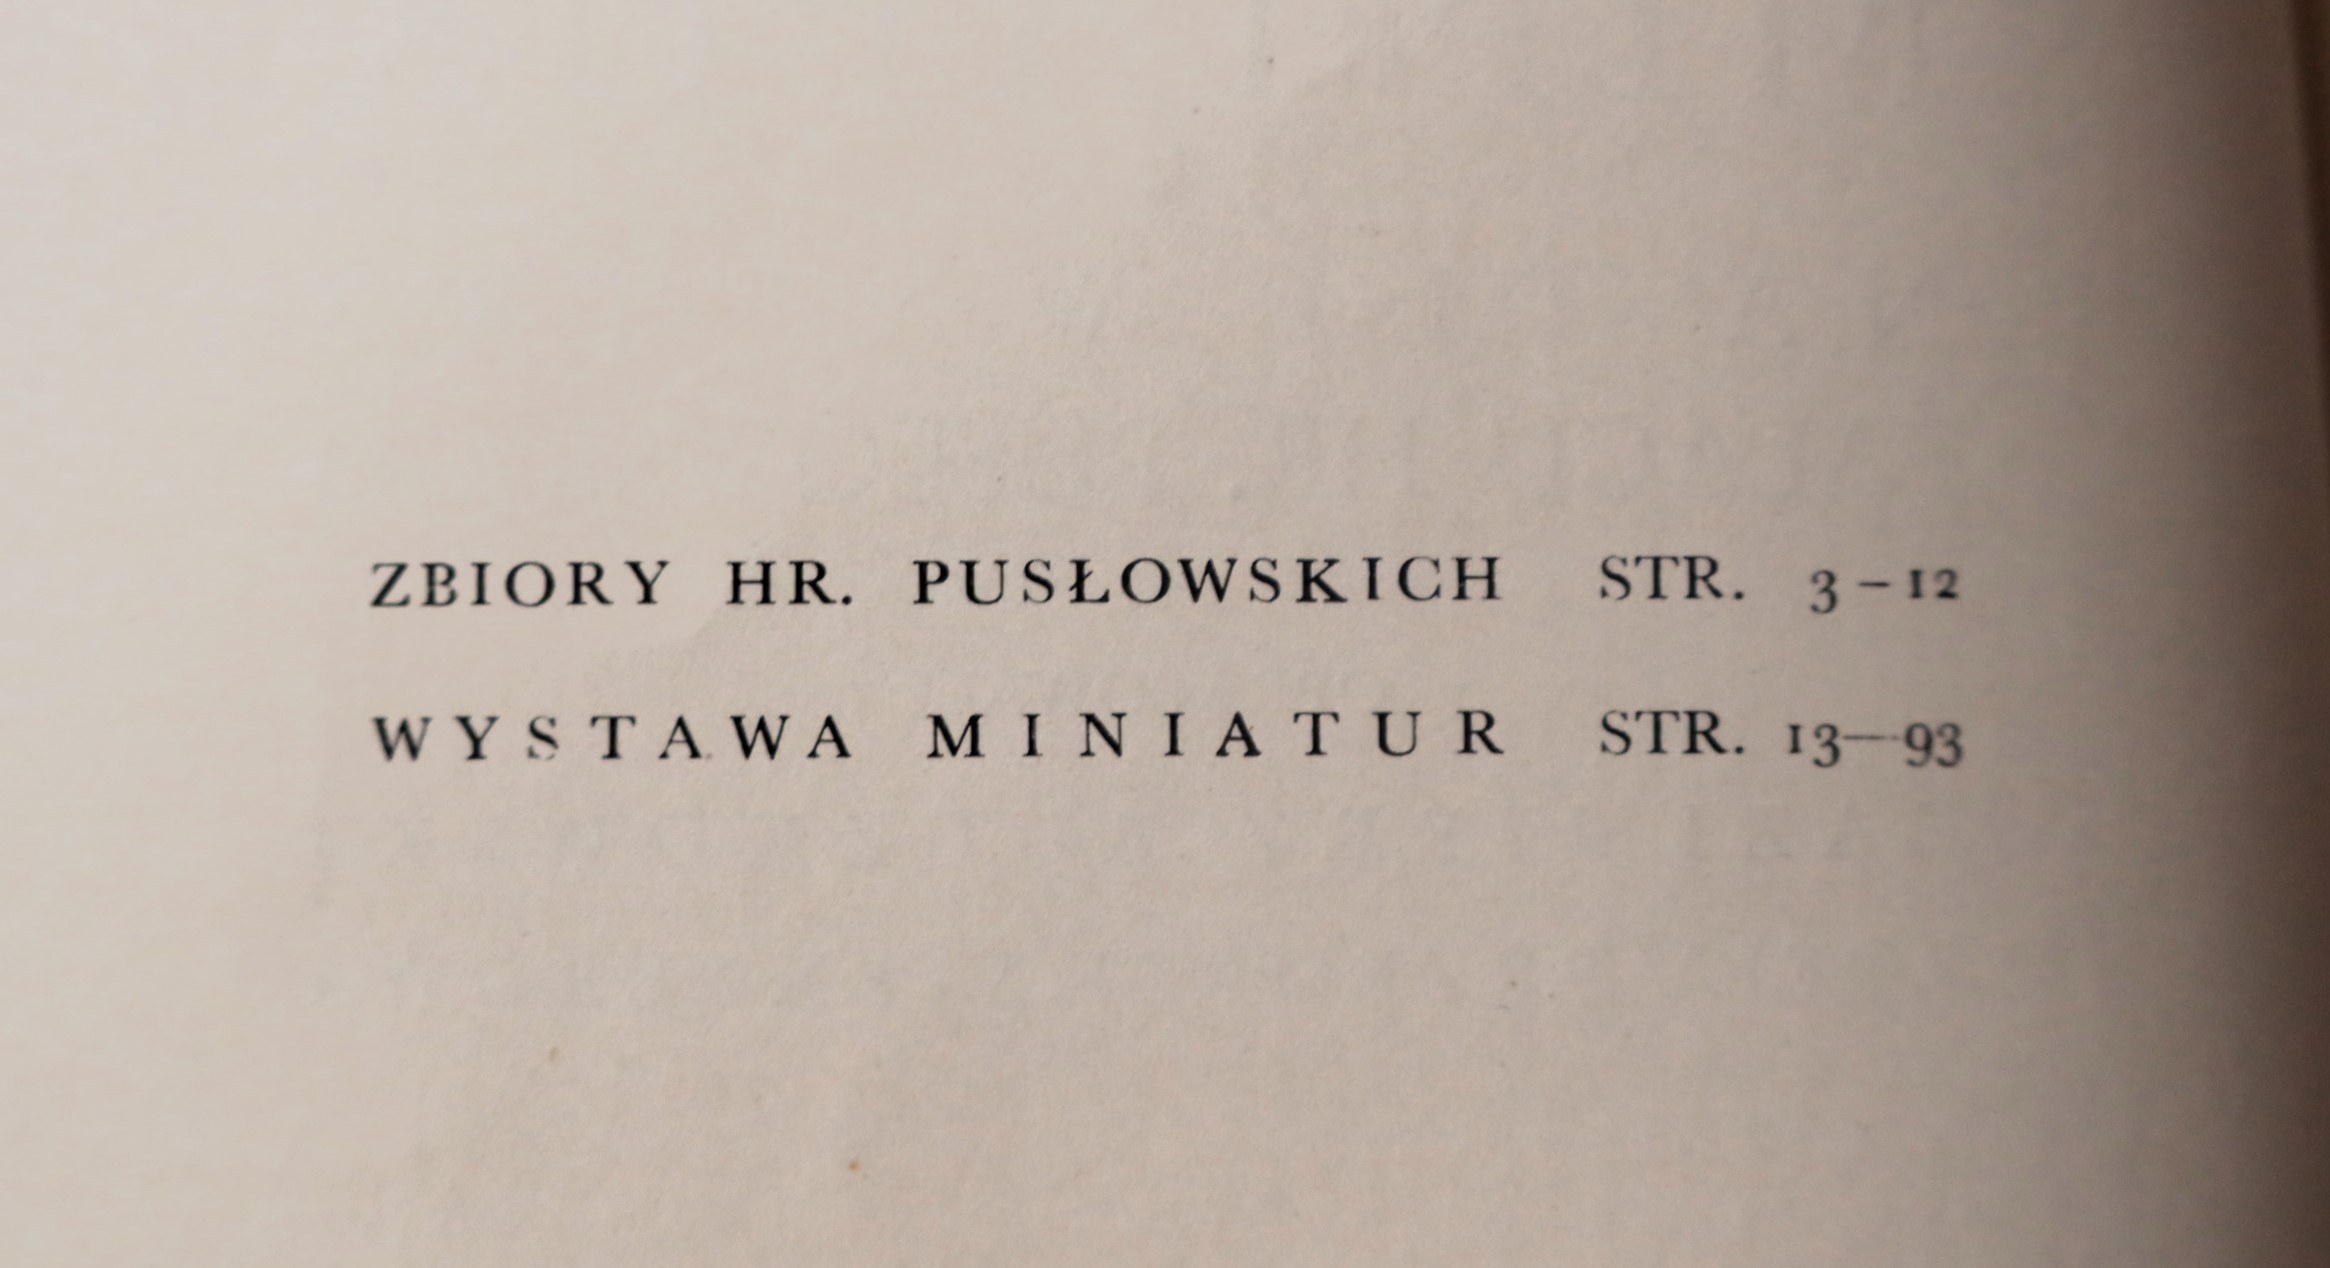 ZBIORY HR. PUSŁOWSKICH STR. 3–12
WYSTAWA MINIATUR STR. 13—93